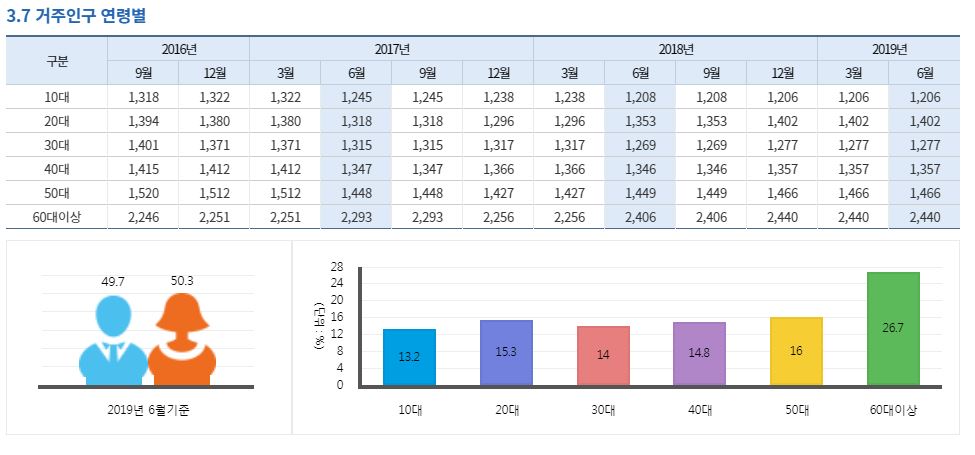 3.7 거주인구 연령별
구분 2016년 2017년 2018년 2019년
9월 12월 3월 6월 9월 12월 3월 6월 9월 12월 3월 6월
10대 1,318 1,322 1,322 1,245 1,245 1,238 1,238 1,208 1,208 1,206 1,206 1,206
20대 1,394 1,380 1,380 1,318 1,318 1,296 1,296 1,353 1,353 1,402 1,402 1,402
30대 1,401 1,371 1,371 1,315 1,315 1,317 1,317 1,269 1,269 1,277 1,277 1,277
40대 1,415 1,412 1,412 1,347 1,347 1,366 1,366 1,346 1,346 1,357 1,357 1,357
50대 1,520 1,512 1,512 1,448 1,448 1,427 1,427 1,449 1,449 1,466 1,466 1,466
60대이상 2,246 2,251 2,251 2,293 2,293 2,256 2,256 2,406 2,406 2,440 2,440 2,440
49.7 50.3
2019년 6월기준
(단위 : %)
28
24
20
16
12
8
4
0
13.2 15.3 14 14.8 16 26.7
10대 20대 30대 40대 50대 60대이상